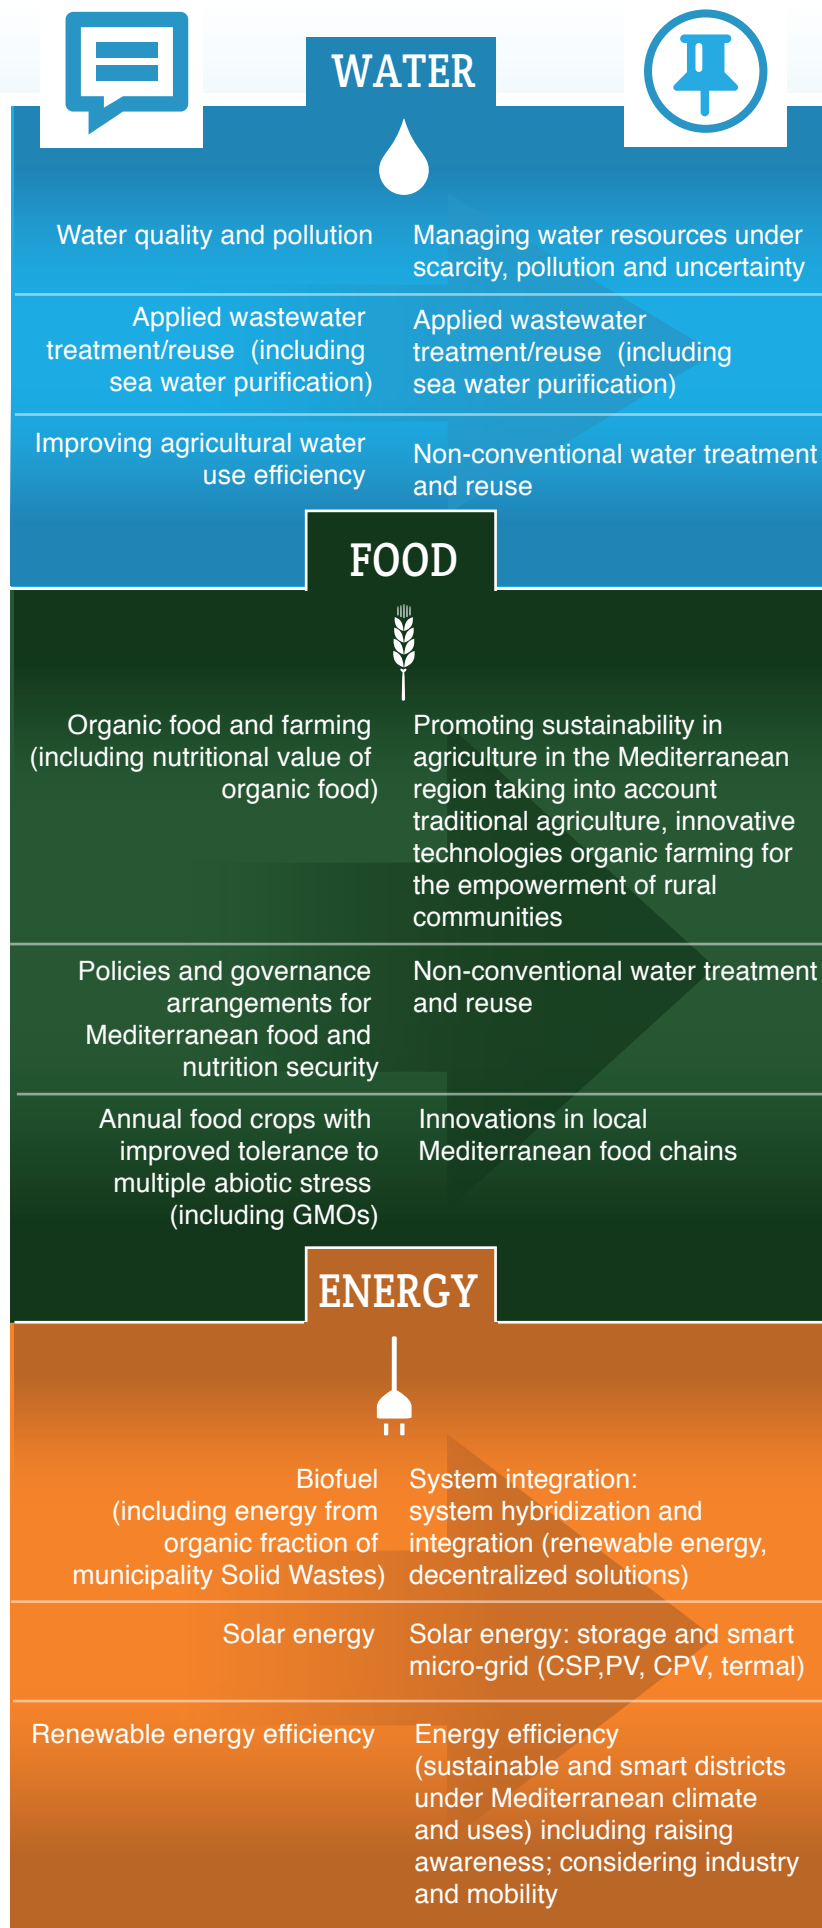 WATER
Water quality and pollution
Managing water resources under
scarcity, pollution and uncertainty
Applied wastewater
treatment/reuse (including
sea water purification)
Applied wastewater
treatment/reuse (including
sea water purification)
Improving agricultural water
use efficiency
Non-conventional water treatment
and reuse
FOOD
Organic food and farming
(including nutritional value of
organic food)
Promoting sustainability in
agriculture in the Mediterranean
region taking into account
traditional agriculture, innovative
technologies organic farming for
the empowerment of rural
communities
Policies and governance
arrangements for
Mediterranean food and
nutrition security
Non-conventional water treatment
and reuse
Annual food crops with
improved tolerance to
multiple abiotic stress
(including GMOs)
Innovations in local
Mediterranean food chains
ENERGY
Biofuel
(including energy from
organic fraction of
municipality Solid Wastes)
System integration:
system hybridization and
integration (renewable energy,
decentralized solutions)
Solar energy
Solar energy: storage and smart
micro-grid (CSP,PV, CPV, termal)
Renewable energy efficiency
Energy efficiency
(sustainable and smart districts
under Mediterranean climate
and uses) including raising
awareness; considering industry
and mobility